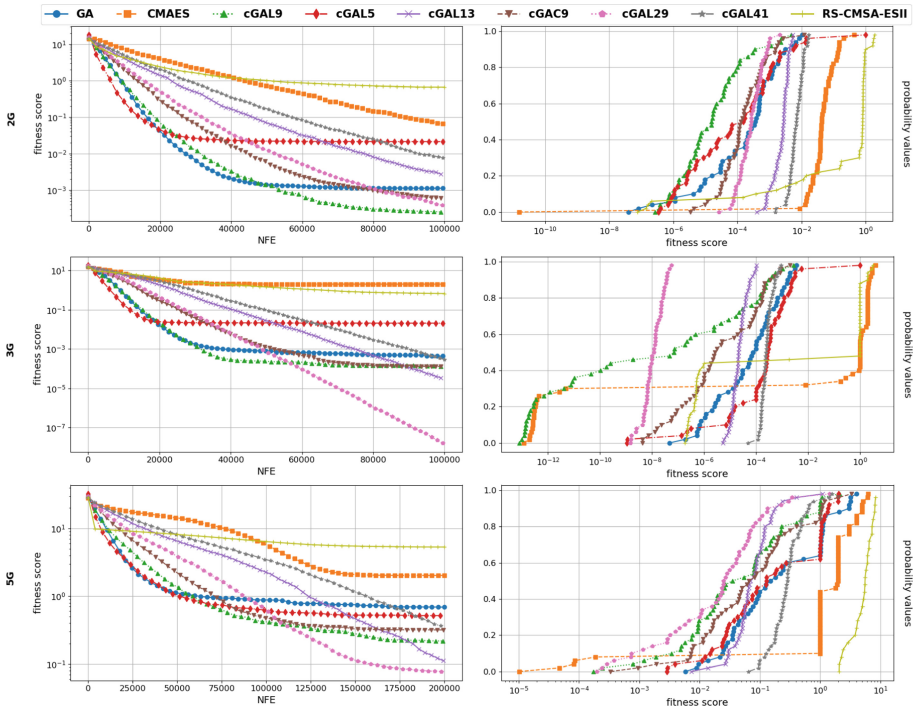 GA CMAES cGAL9 cGAL5 cGAL13 cGAC9 cGAL29 cGAL41 RS-CMSA-ESII
2G
fitness score
10^1
10^0
10^-1
10^-2
10^-3
0 20000 40000 60000 80000 100000
NFE
1.0
0.8
0.6
0.4
0.2
0.0
10^-10 10^-8 10^-6 10^-4 10^-2 10^0
fitness score
probability values
3G
fitness score
10^1
10^-1
10^-3
10^-5
10^-7
0 20000 40000 60000 80000 100000
NFE
1.0
0.8
0.6
0.4
0.2
0.0
10^-12 10^-10 10^-8 10^-6 10^-4 10^-2 10^0
fitness score
probability values
5G
fitness score
10^1
10^0
10^-1
0 25000 50000 75000 100000 125000 150000 175000 200000
NFE
1.0
0.8
0.6
0.4
0.2
0.0
10^-5 10^-4 10^-3 10^-2 10^-1 10^0 10^1
fitness score
probability values